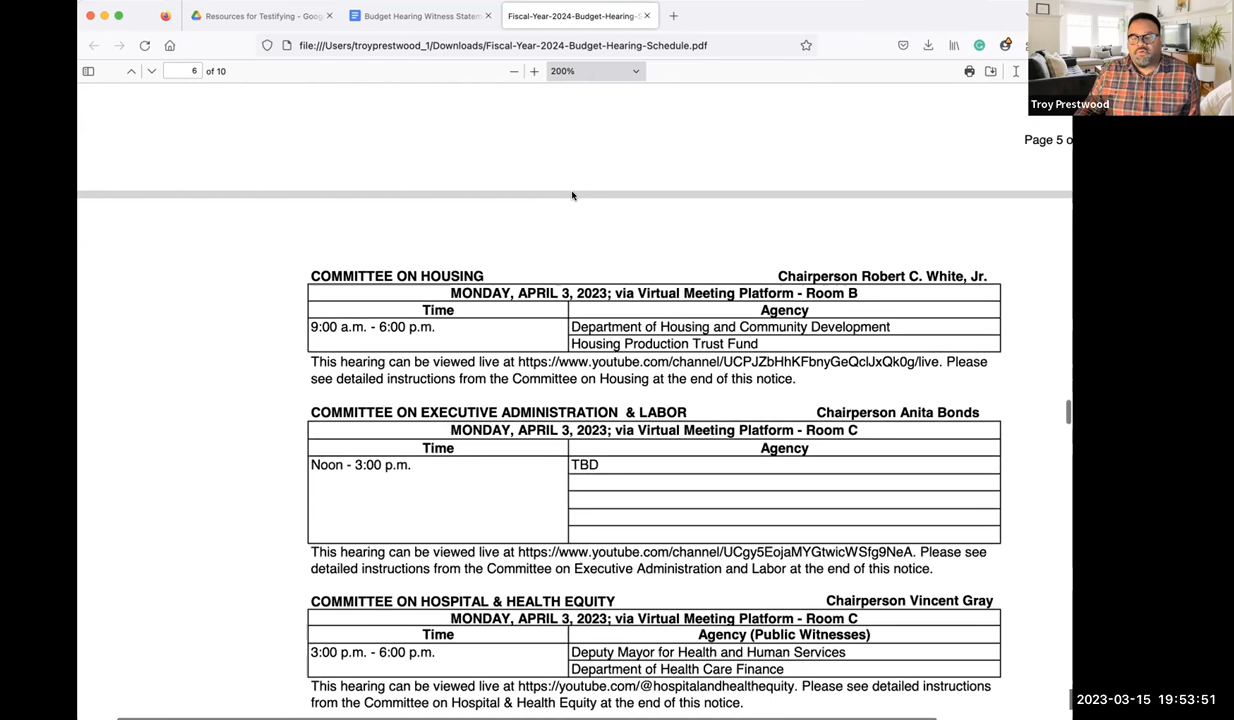 Resources for Testifying - Goog
Budget Hearing Witness Statem
Fiscal-Year-2024-Budget-Hearing-S
file:///Users/troyprestwood_1/Downloads/Fiscal-Year-2024-Budget-Hearing-Schedule.pdf
6 of 10
200%
Troy Prestwood
Page 5 o
COMMITTEE ON HOUSING Chairperson Robert C. White, Jr.
MONDAY, APRIL 3, 2023; via Virtual Meeting Platform - Room B
Time Agency
9:00 a.m. - 6:00 p.m. Department of Housing and Community Development
Housing Production Trust Fund
This hearing can be viewed live at https://www.youtube.com/channel/UCPJZbHhKFbnyGeQclJxQk0g/live. Please
see detailed instructions from the Committee on Housing at the end of this notice.
COMMITTEE ON EXECUTIVE ADMINISTRATION & LABOR Chairperson Anita Bonds
MONDAY, APRIL 3, 2023; via Virtual Meeting Platform - Room C
Time Agency
Noon - 3:00 p.m. TBD
This hearing can be viewed live at https://www.youtube.com/channel/UCgy5EojaMYGtwicWSfg9NeA. Please see
detailed instructions from the Committee on Executive Administration and Labor at the end of this notice.
COMMITTEE ON HOSPITAL & HEALTH EQUITY Chairperson Vincent Gray
MONDAY, APRIL 3, 2023; via Virtual Meeting Platform - Room C
Time Agency (Public Witnesses)
3:00 p.m. - 6:00 p.m. Deputy Mayor for Health and Human Services
Department of Health Care Finance
This hearing can be viewed live at https://youtube.com/@hospitalandhealthequity. Please see detailed instructions
from the Committee on Hospital & Health Equity at the end of this notice.
2023-03-15 19:53:51